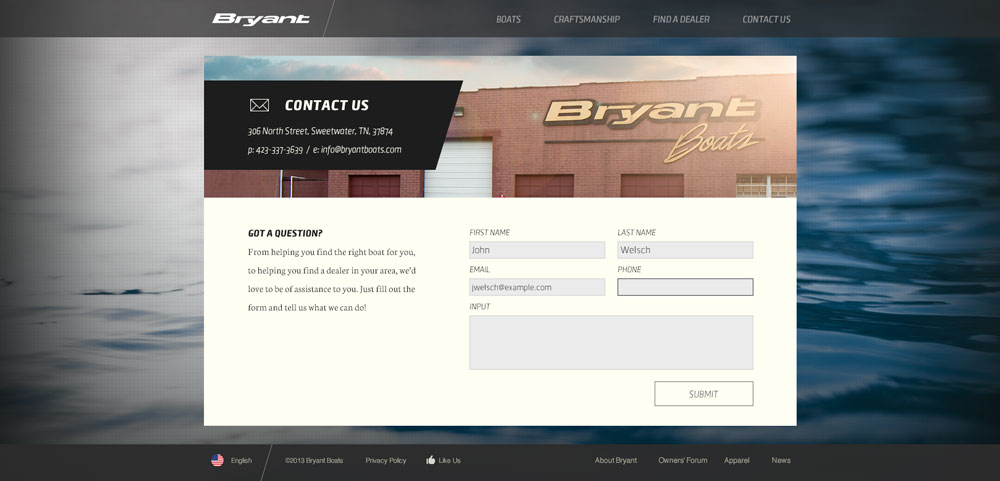 Bryant
BOATS CRAFTSMANSHIP FIND A DEALER CONTACT US
CONTACT US
306 North Street, Sweetwater, TN, 37874
p: 423-337-3639 / e: info@bryantboats.com
Bryant
Boats
GOT A QUESTION?
From helping you find the right boat for you,
to helping you find a dealer in your area, we'd
love to be of assistance to you. Just fill out the
form and tell us what we can do!
FIRST NAME LAST NAME
John Welsch
EMAIL PHONE
jwelsch@example.com
INPUT
SUBMIT
English ©2013 Bryant Boats Privacy Policy Like Us About Bryant Owners' Forum Apparel News